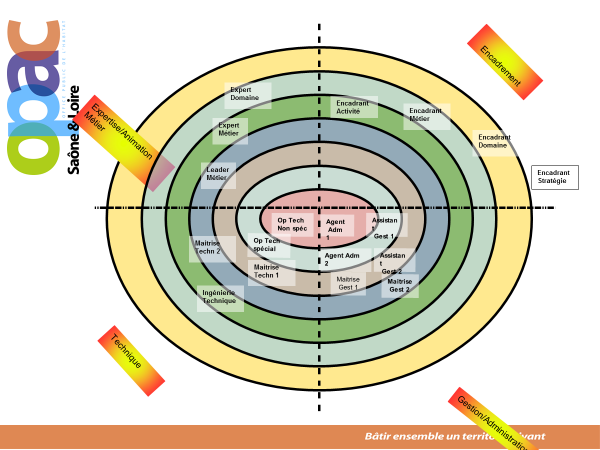 opac
Saône & Loire
Encadrement
Expertise/Animation
Métier
Expert
Domaine
Encadrant
Activité
Encadrant
Métier
Expert
Métier
Encadrant
Domaine
Leader
Métier
Encadrant
Stratégie
Op Tech
Non spéc
Agent
Adm
1
Assistan
t
Gest 1
Maitrise
Techn 2
Op Tech
spécial
Agent Adm
2
Assistan
t
Gest 2
Maitrise
Techn 1
Maitrise
Gest 1
Maitrise
Gest 2
Ingénierie
Technique
Technique
Gestion/Administration
Bâtir ensemble un territo
vivant